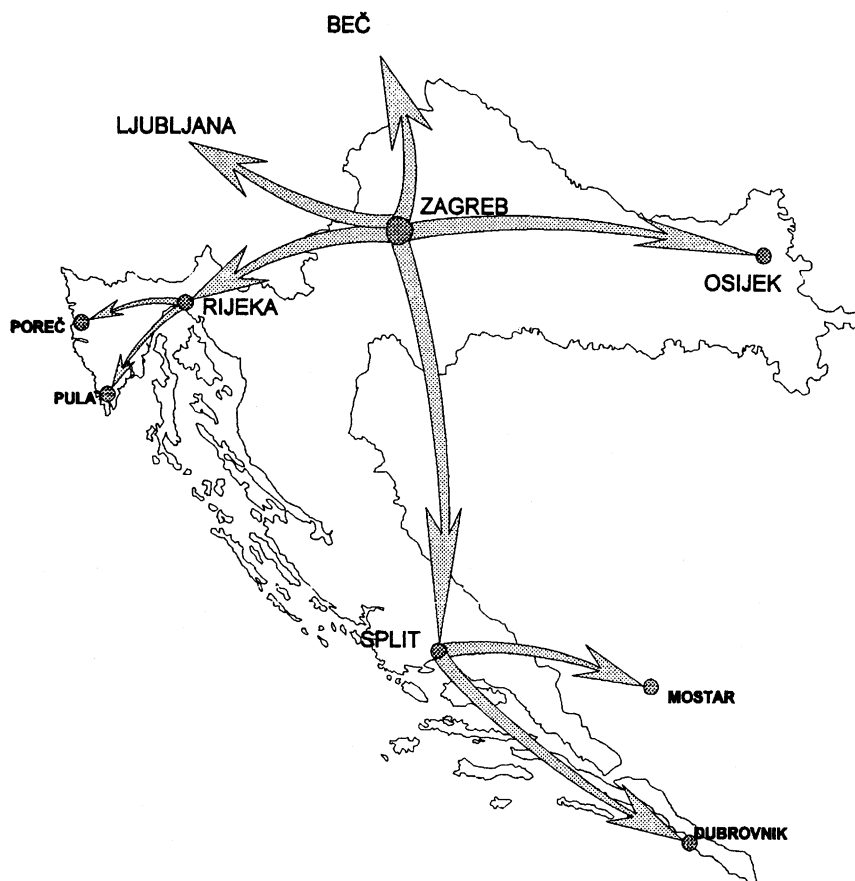 BEČ
LJUBLJANA
ZAGREB
OSIJEK
RIJEKA
POREČ
PULA
SPLIT
MOSTAR
DUBROVNIK